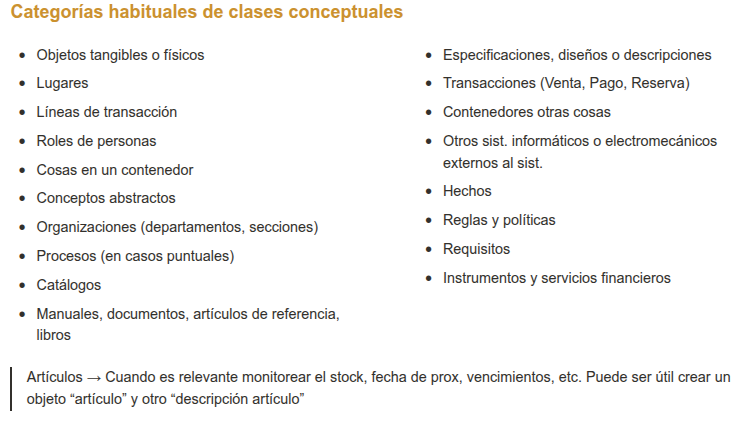 Categorías habituales de clases conceptuales
• Objetos tangibles o físicos
• Lugares
• Líneas de transacción
• Roles de personas
• Cosas en un contenedor
• Conceptos abstractos
• Organizaciones (departamentos, secciones)
• Procesos (en casos puntuales)
• Catálogos
• Manuales, documentos, artículos de referencia,
libros
• Especificaciones, diseños o descripciones
• Transacciones (Venta, Pago, Reserva)
• Contenedores otras cosas
• Otros sist. informáticos o electromecánicos
externos al sist.
• Hechos
• Reglas y políticas
• Requisitos
• Instrumentos y servicios financieros
Artículos → Cuando es relevante monitorear el stock, fecha de prox, vencimientos, etc. Puede ser útil crear un
objeto “artículo” y otro “descripción artículo”